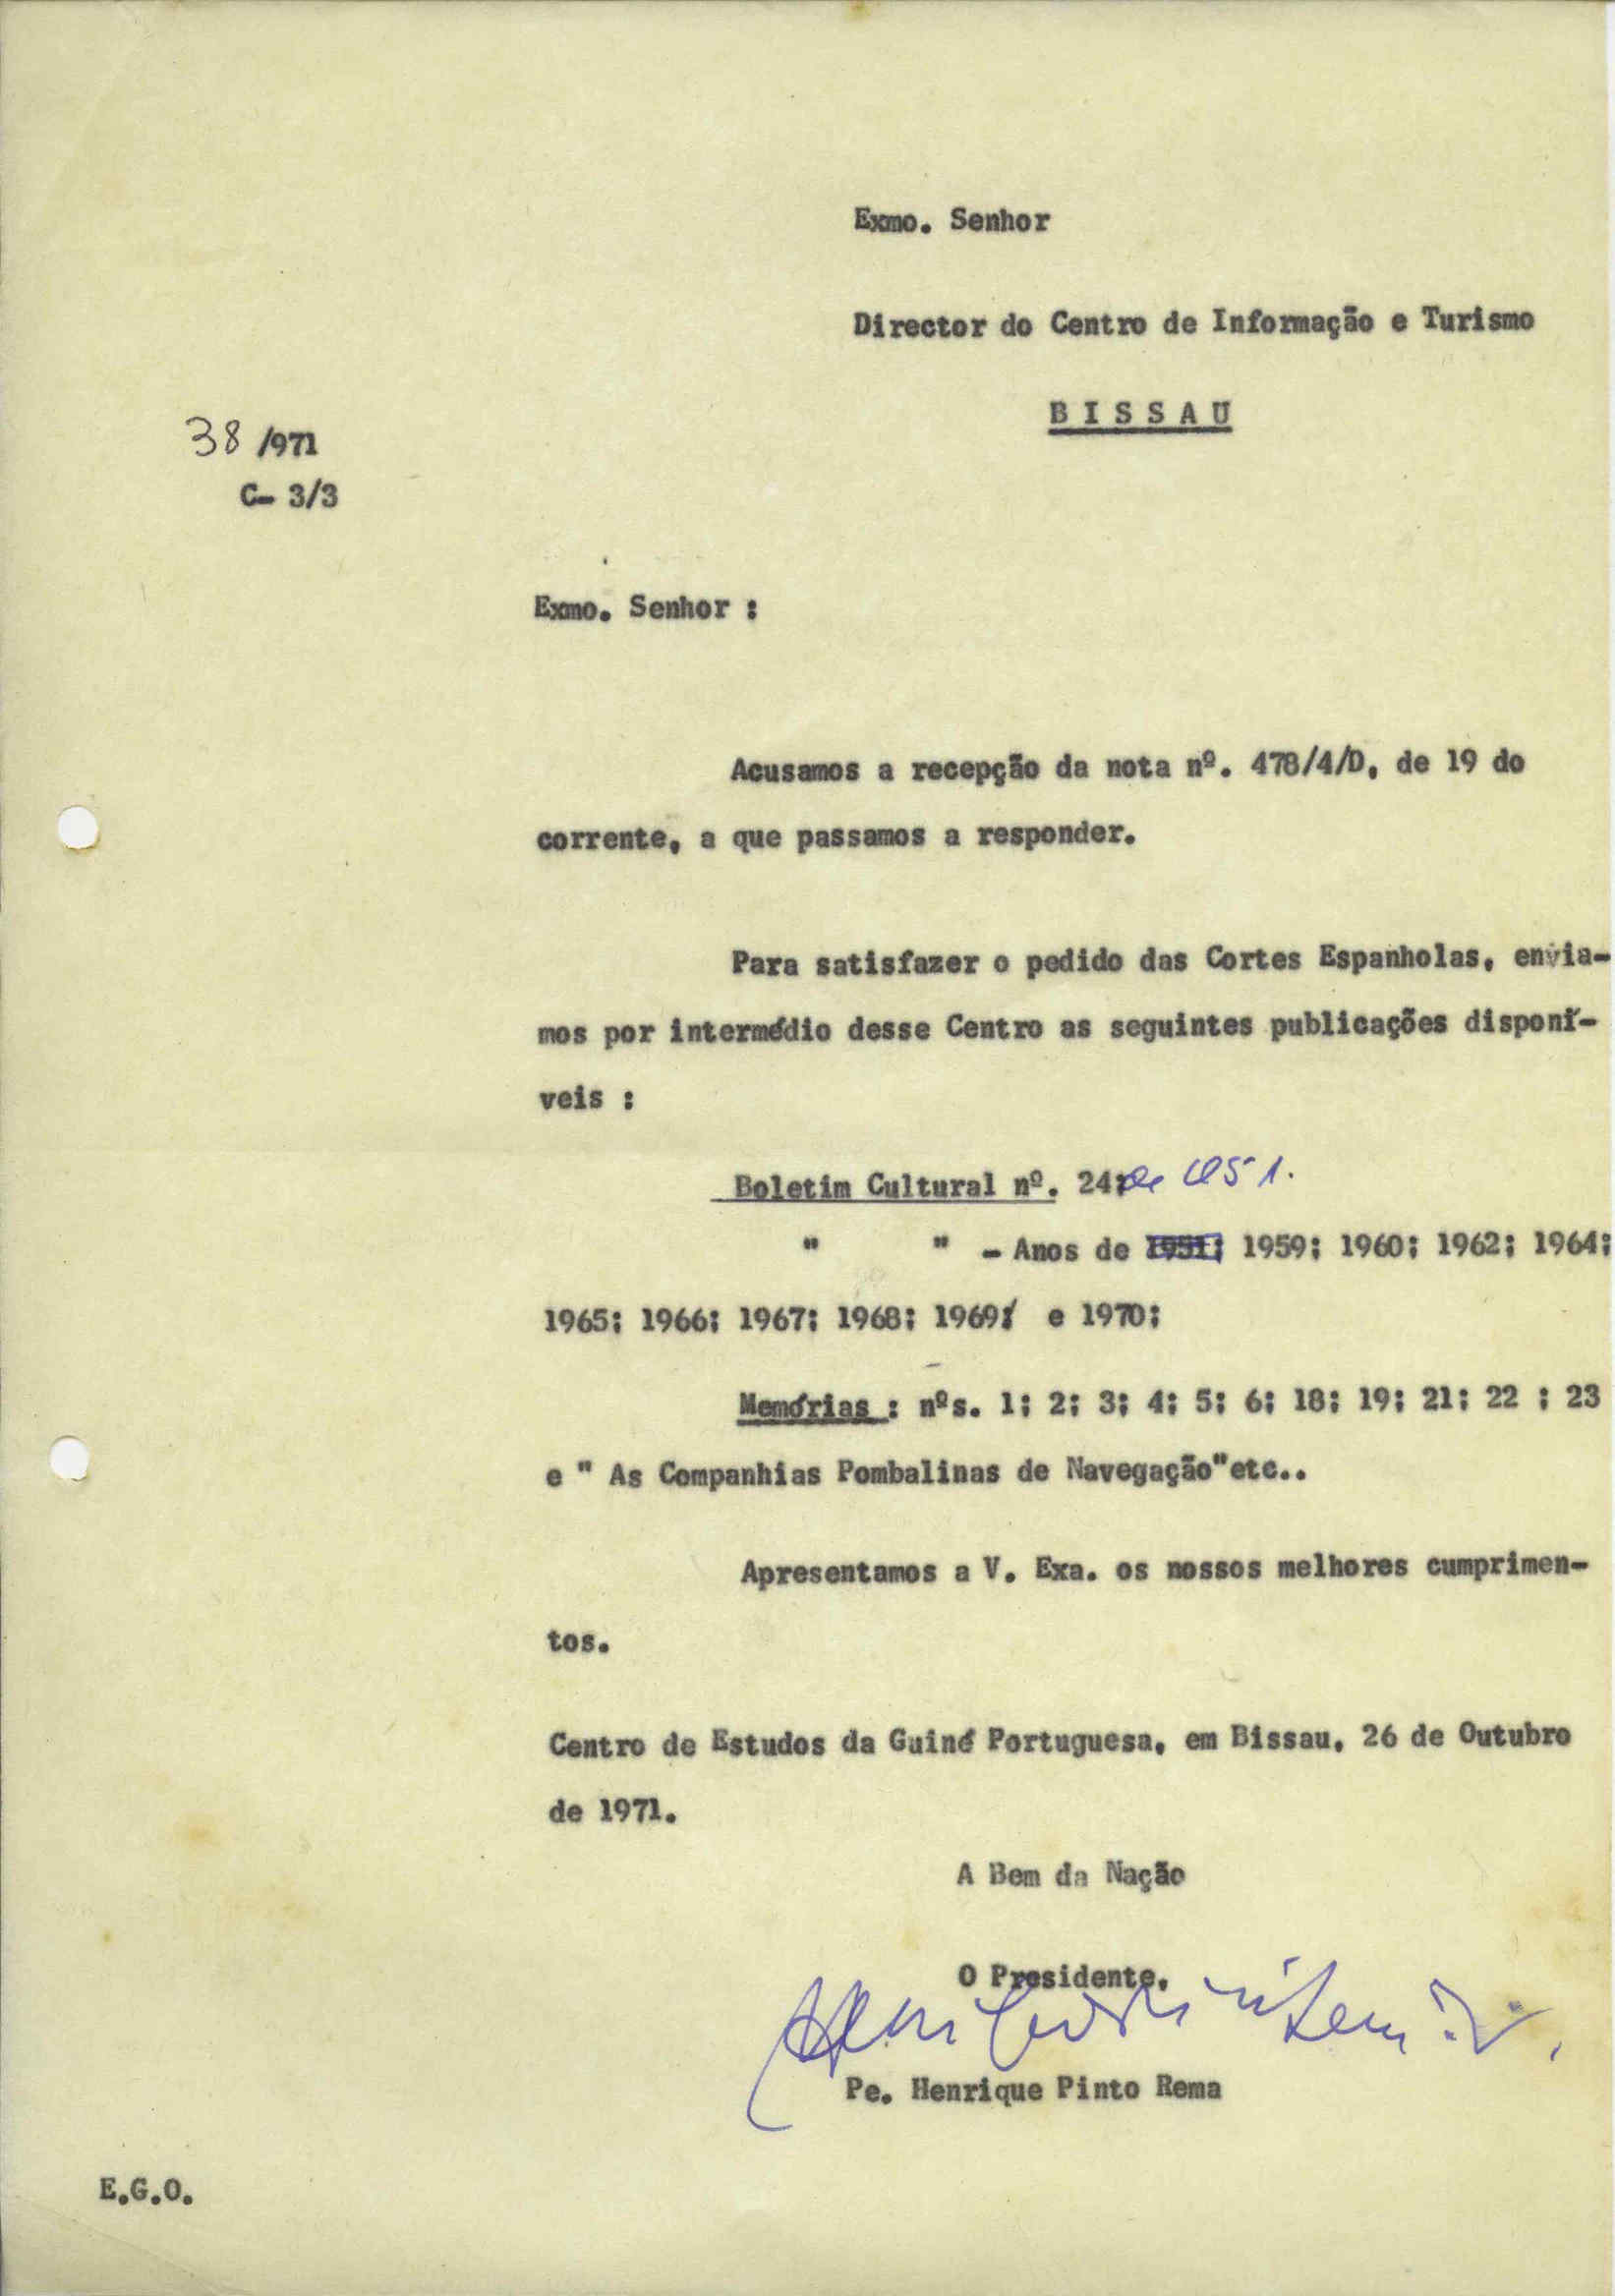 Exmo. Senhor
Director do Centro de Informação e Turismo
B I S S A U
38 /971
C- 3/3
Exmo. Senhor :
Acusamos a recepção da nota nº. 478/4/D, de 19 do
corrente, a que passamos a responder.
Para satisfazer o pedido das Cortes Espanholas, envia-
mos por intermédio desse Centro as seguintes publicações disponí-
veis :
Boletim Cultural nº. 24; de 1951.
" " - Anos de 1951; 1959; 1960; 1962; 1964;
1965; 1966; 1967; 1968; 1969; e 1970;
Memórias : nºs. 1; 2; 3; 4; 5; 6; 18; 19; 21; 22 ; 23
e " As Companhias Pombalinas de Navegação"etc..
Apresentamos a V. Exa. os nossos melhores cumprimen-
tos.
Centro de Estudos da Guiné Portuguesa, em Bissau, 26 de Outubro
de 1971.
A Bem da Nação
O Presidente,
Pe. Henrique Pinto Rema
E.G.O.